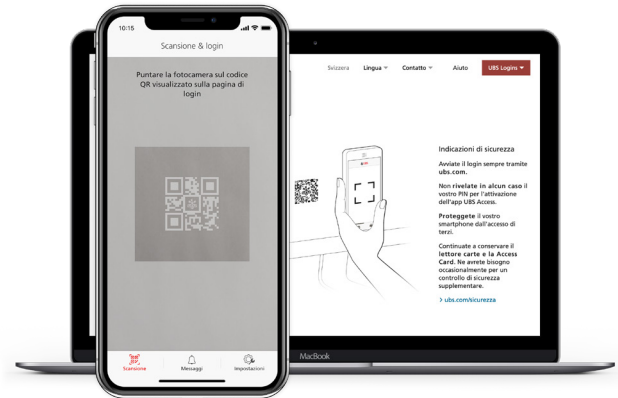 10:15
Scansione & login
Puntare la fotocamera sul codice
QR visualizzato sulla pagina di
login
Scansione
Messaggi
Impostazioni
Svizzera
Lingua
Contatto
Aiuto
UBS Logins
Indicazioni di sicurezza
Avviate il login sempre tramite
ubs.com.
Non rivelate in alcun caso il
vostro PIN per l'attivazione
dell'app UBS Access.
Proteggete il vostro
smartphone dall'accesso di
terzi.
Continuate a conservare il
lettore carte e la Access
Card. Ne avrete bisogno
occasionalmente per un
controllo di sicurezza
supplementare.
> ubs.com/sicurezza
MacBook